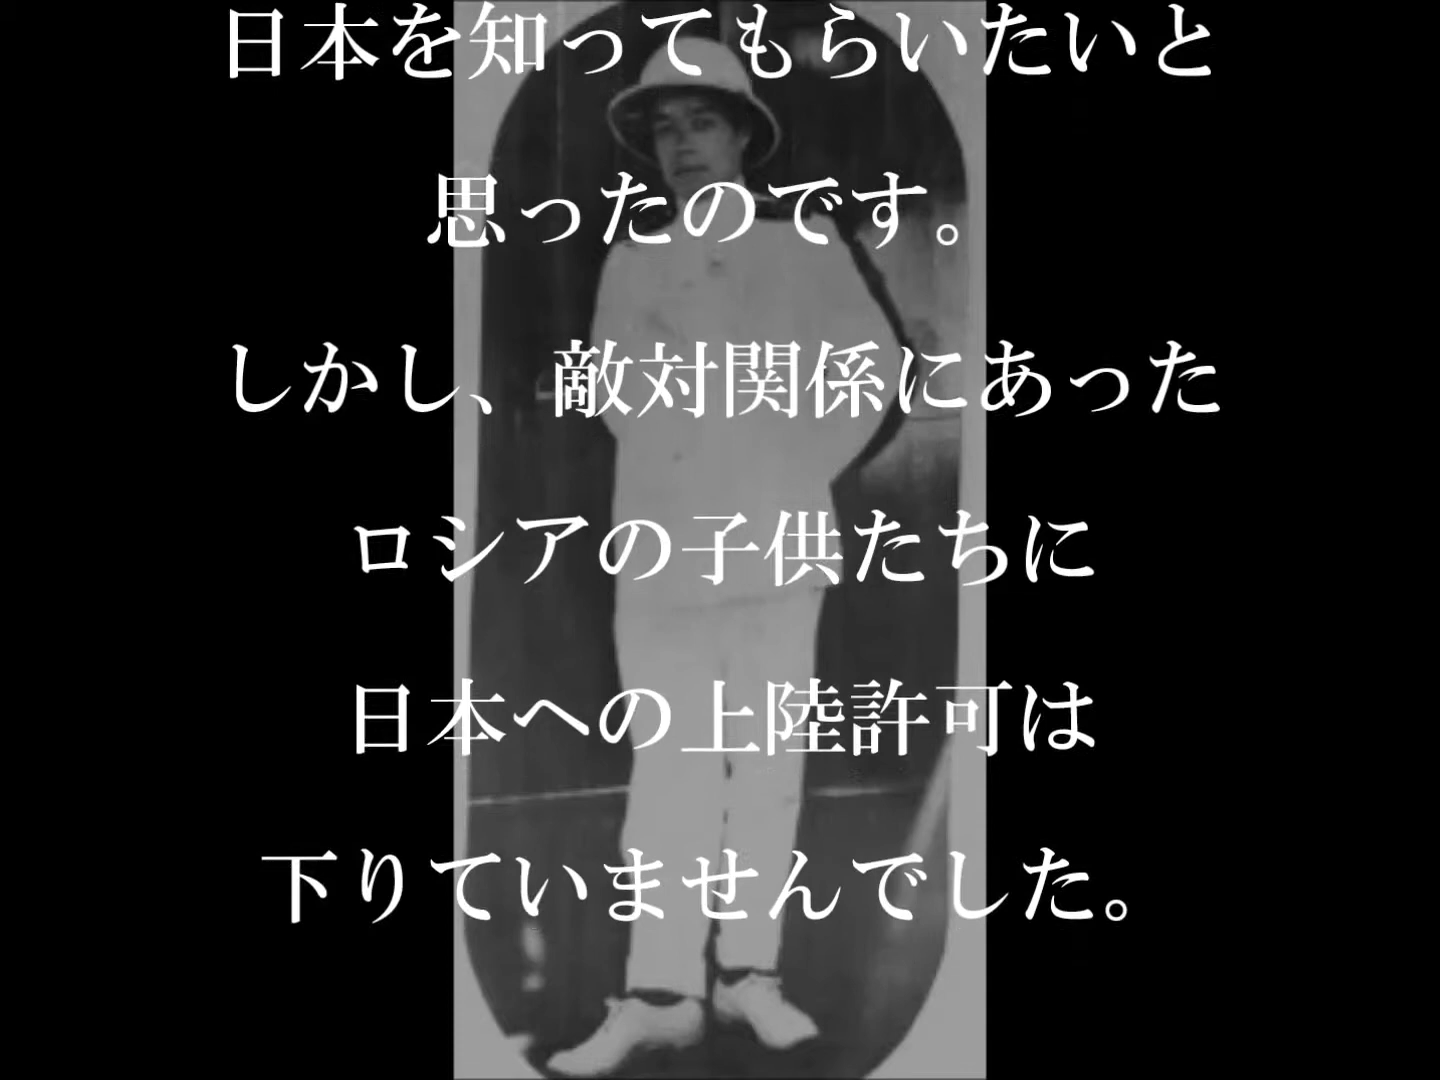 日本を知ってもらいたいと
思ったのです。
しかし、敵対関係にあった
ロシアの子供たちに
日本への上陸許可は
下りていませんでした。